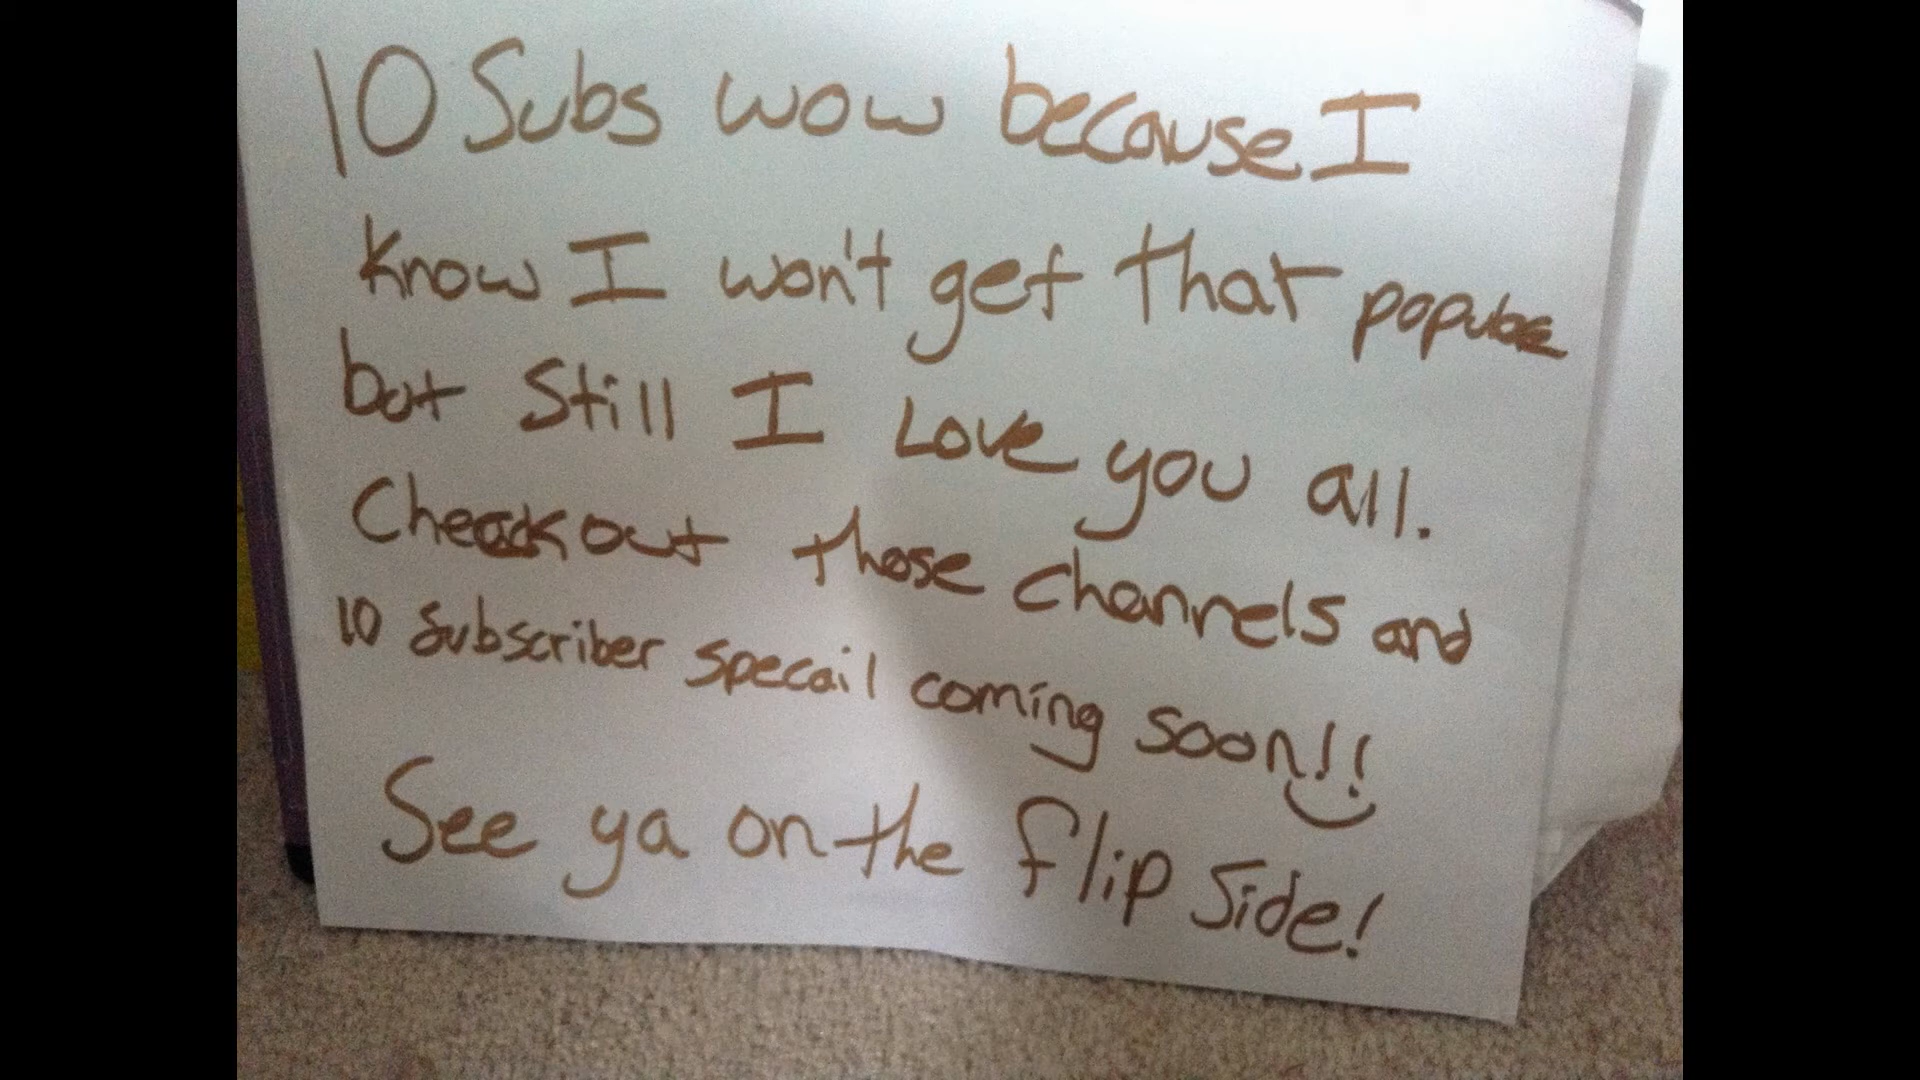 10 Subs wow because I
know I won't get that popular
but still I Love you all.
Check out those channels and
10 subscriber specail coming soon!!
See ya on the flip side!